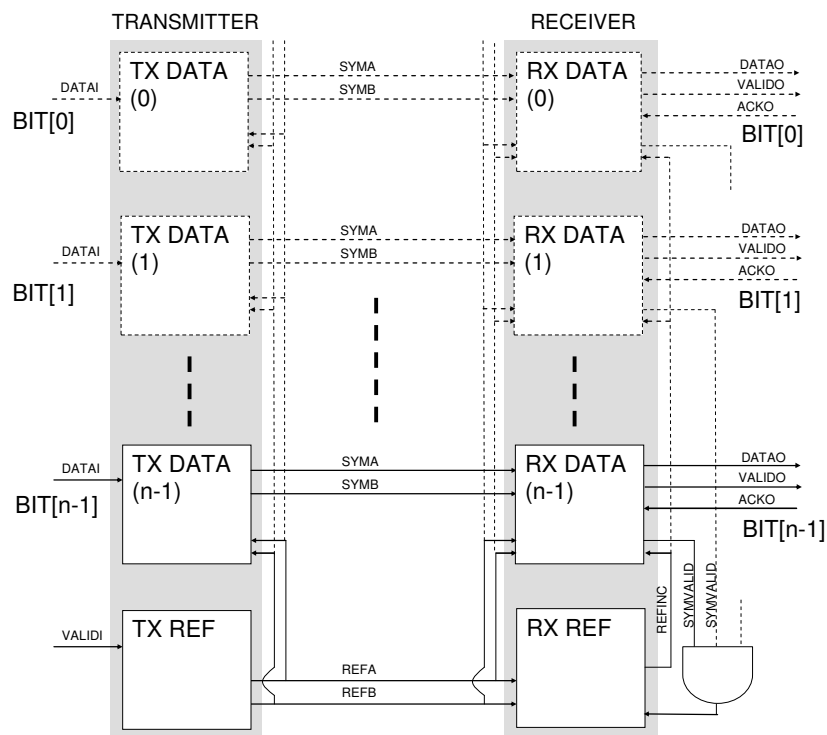 TRANSMITTER
RECEIVER
TX DATA
(0)
RX DATA
(0)
DATAI
BIT[0]
SYMA
SYMB
DATAO
VALIDO
ACKO
BIT[0]
TX DATA
(1)
RX DATA
(1)
DATAI
BIT[1]
SYMA
SYMB
DATAO
VALIDO
ACKO
BIT[1]
TX DATA
(n-1)
RX DATA
(n-1)
DATAI
BIT[n-1]
SYMA
SYMB
DATAO
VALIDO
ACKO
BIT[n-1]
REFINC
SYMVALID
SYMVALID
TX REF
RX REF
VALIDI
REFA
REFB